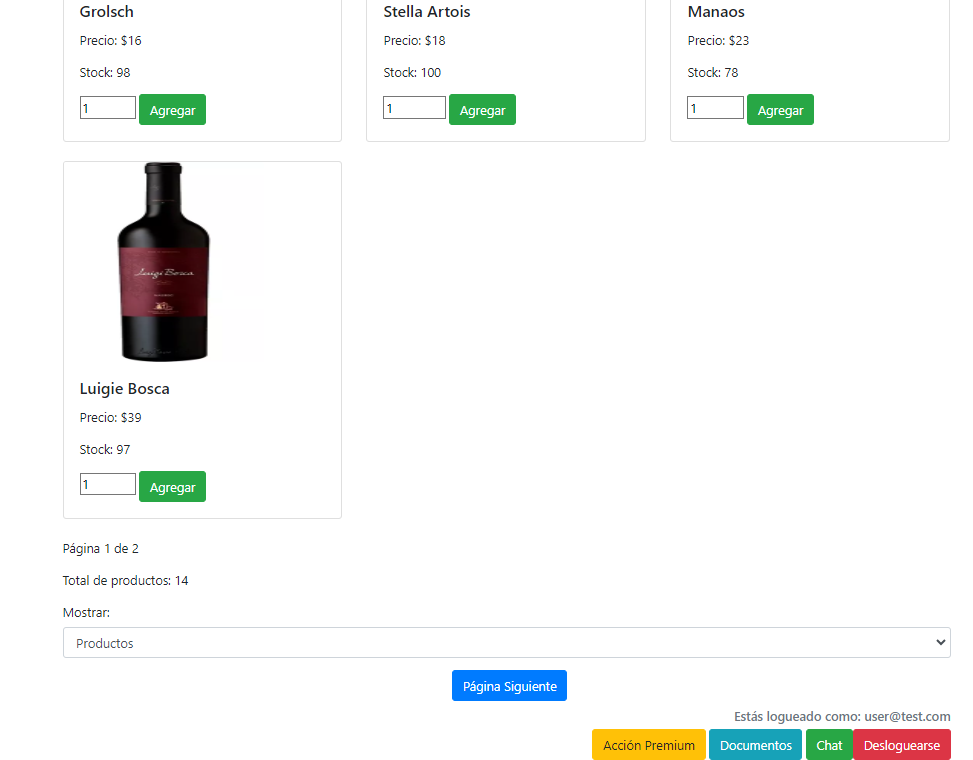 Grolsch
Stella Artois
Manaos
Precio: $16
Precio: $18
Precio: $23
Stock: 98
Stock: 100
Stock: 78
1 Agregar
1 Agregar
1 Agregar
Luigi Bosca
Luigie Bosca
Precio: $39
Stock: 97
1 Agregar
Página 1 de 2
Total de productos: 14
Mostrar:
Productos
Página Siguiente
Estás logueado como: user@test.com
Acción Premium Documentos Chat Desloguearse